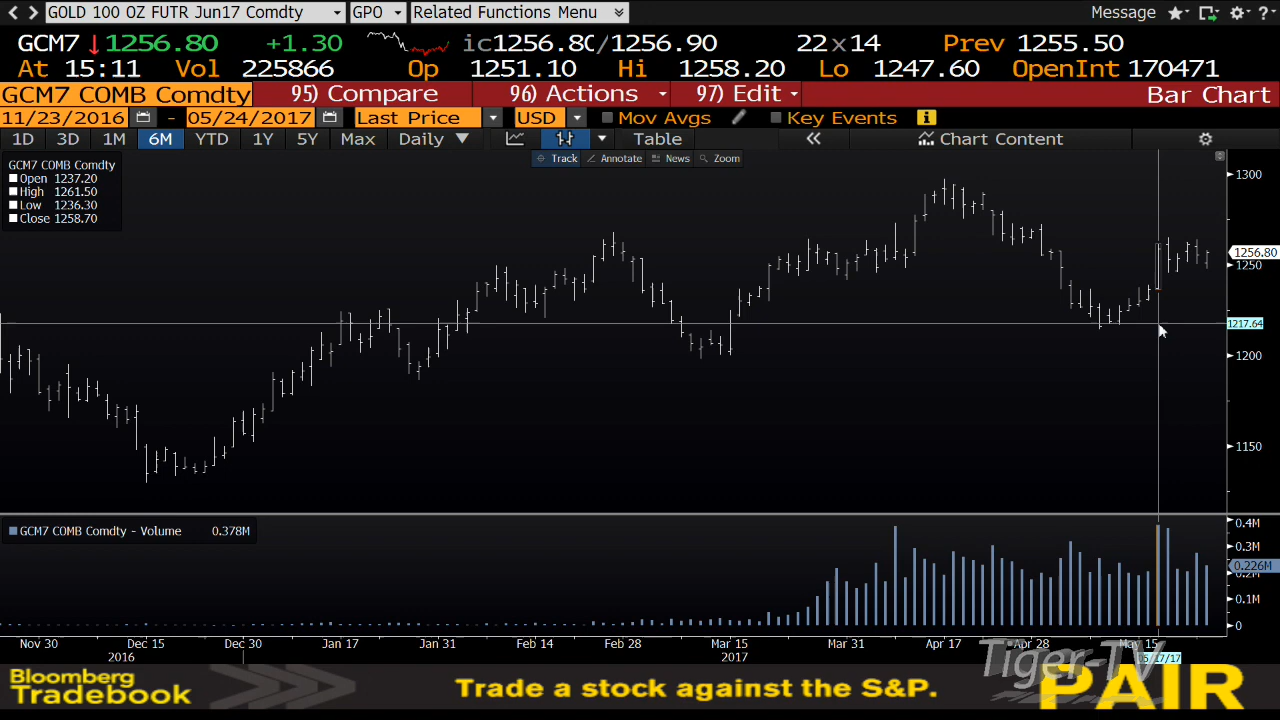 GOLD 100 OZ FUTR Jun17 Comdty GPO Related Functions Menu Message ?
GCM7 1256.80 +1.30 ic1256.80/1256.90 22x14 Prev 1255.50
At 15:11 Vol 225866 Op 1251.10 Hi 1258.20 Lo 1247.60 OpenInt 170471
GCM7 COMB Comdty 95) Compare 96) Actions 97) Edit Bar Chart
11/23/2016 - 05/24/2017 Last Price USD Mov Avgs Key Events i
1D 3D 1M 6M YTD 1Y 5Y Max Daily Table Chart Content
Track Annotate News Zoom
GCM7 COMB Comdty
Open 1237.20
High 1261.50
Low 1236.30
Close 1258.70
1300
1256.80
1250
1217.64
1200
1150
GCM7 COMB Comdty - Volume 0.378M
0.4M
0.3M
0.226M
0.2M
0.1M
0
Nov 30 Dec 15 Dec 30 Jan 17 Jan 31 Feb 14 Feb 28 Mar 15 Mar 31 Apr 17 Apr 28 May 15
2016 2017
Tiger-TV
Bloomberg
Tradebook
Trade a stock against the S&P.
PAIR